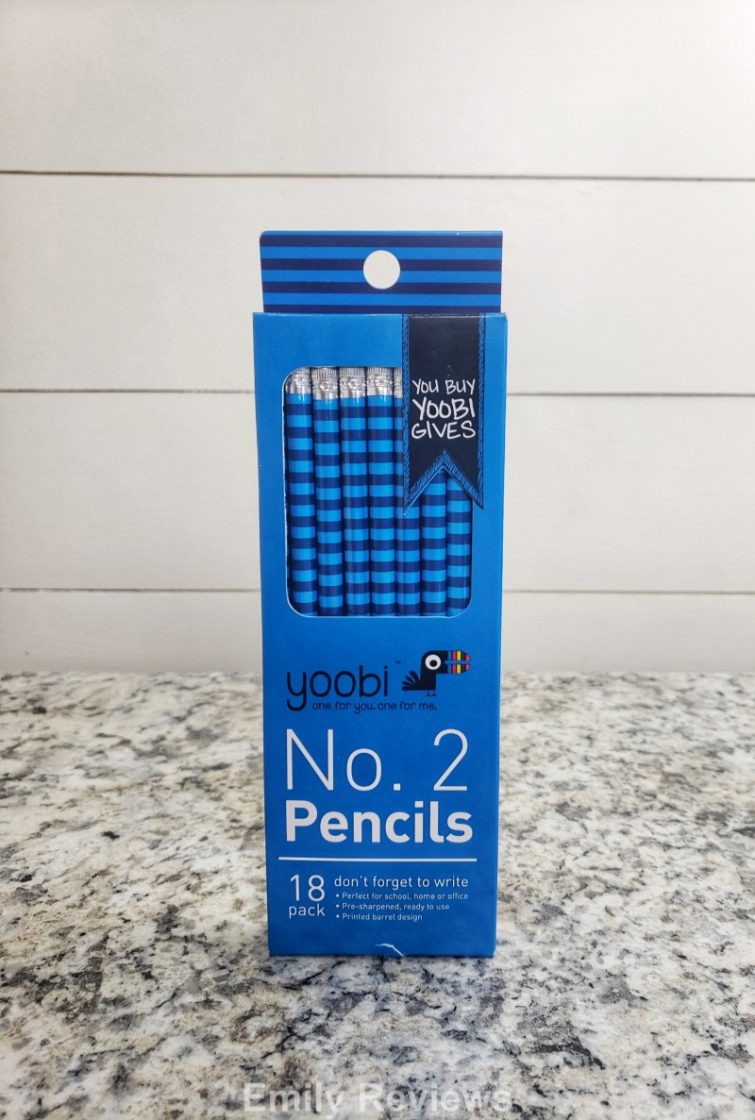 YOU BUY
YOOBI
GIVES
yoobi™
one for you, one for me.
No. 2
Pencils
18 pack
don't forget to write
• Perfect for school, home or office
• Pre-sharpened, ready to use
• Printed barrel design
Emily Reviews